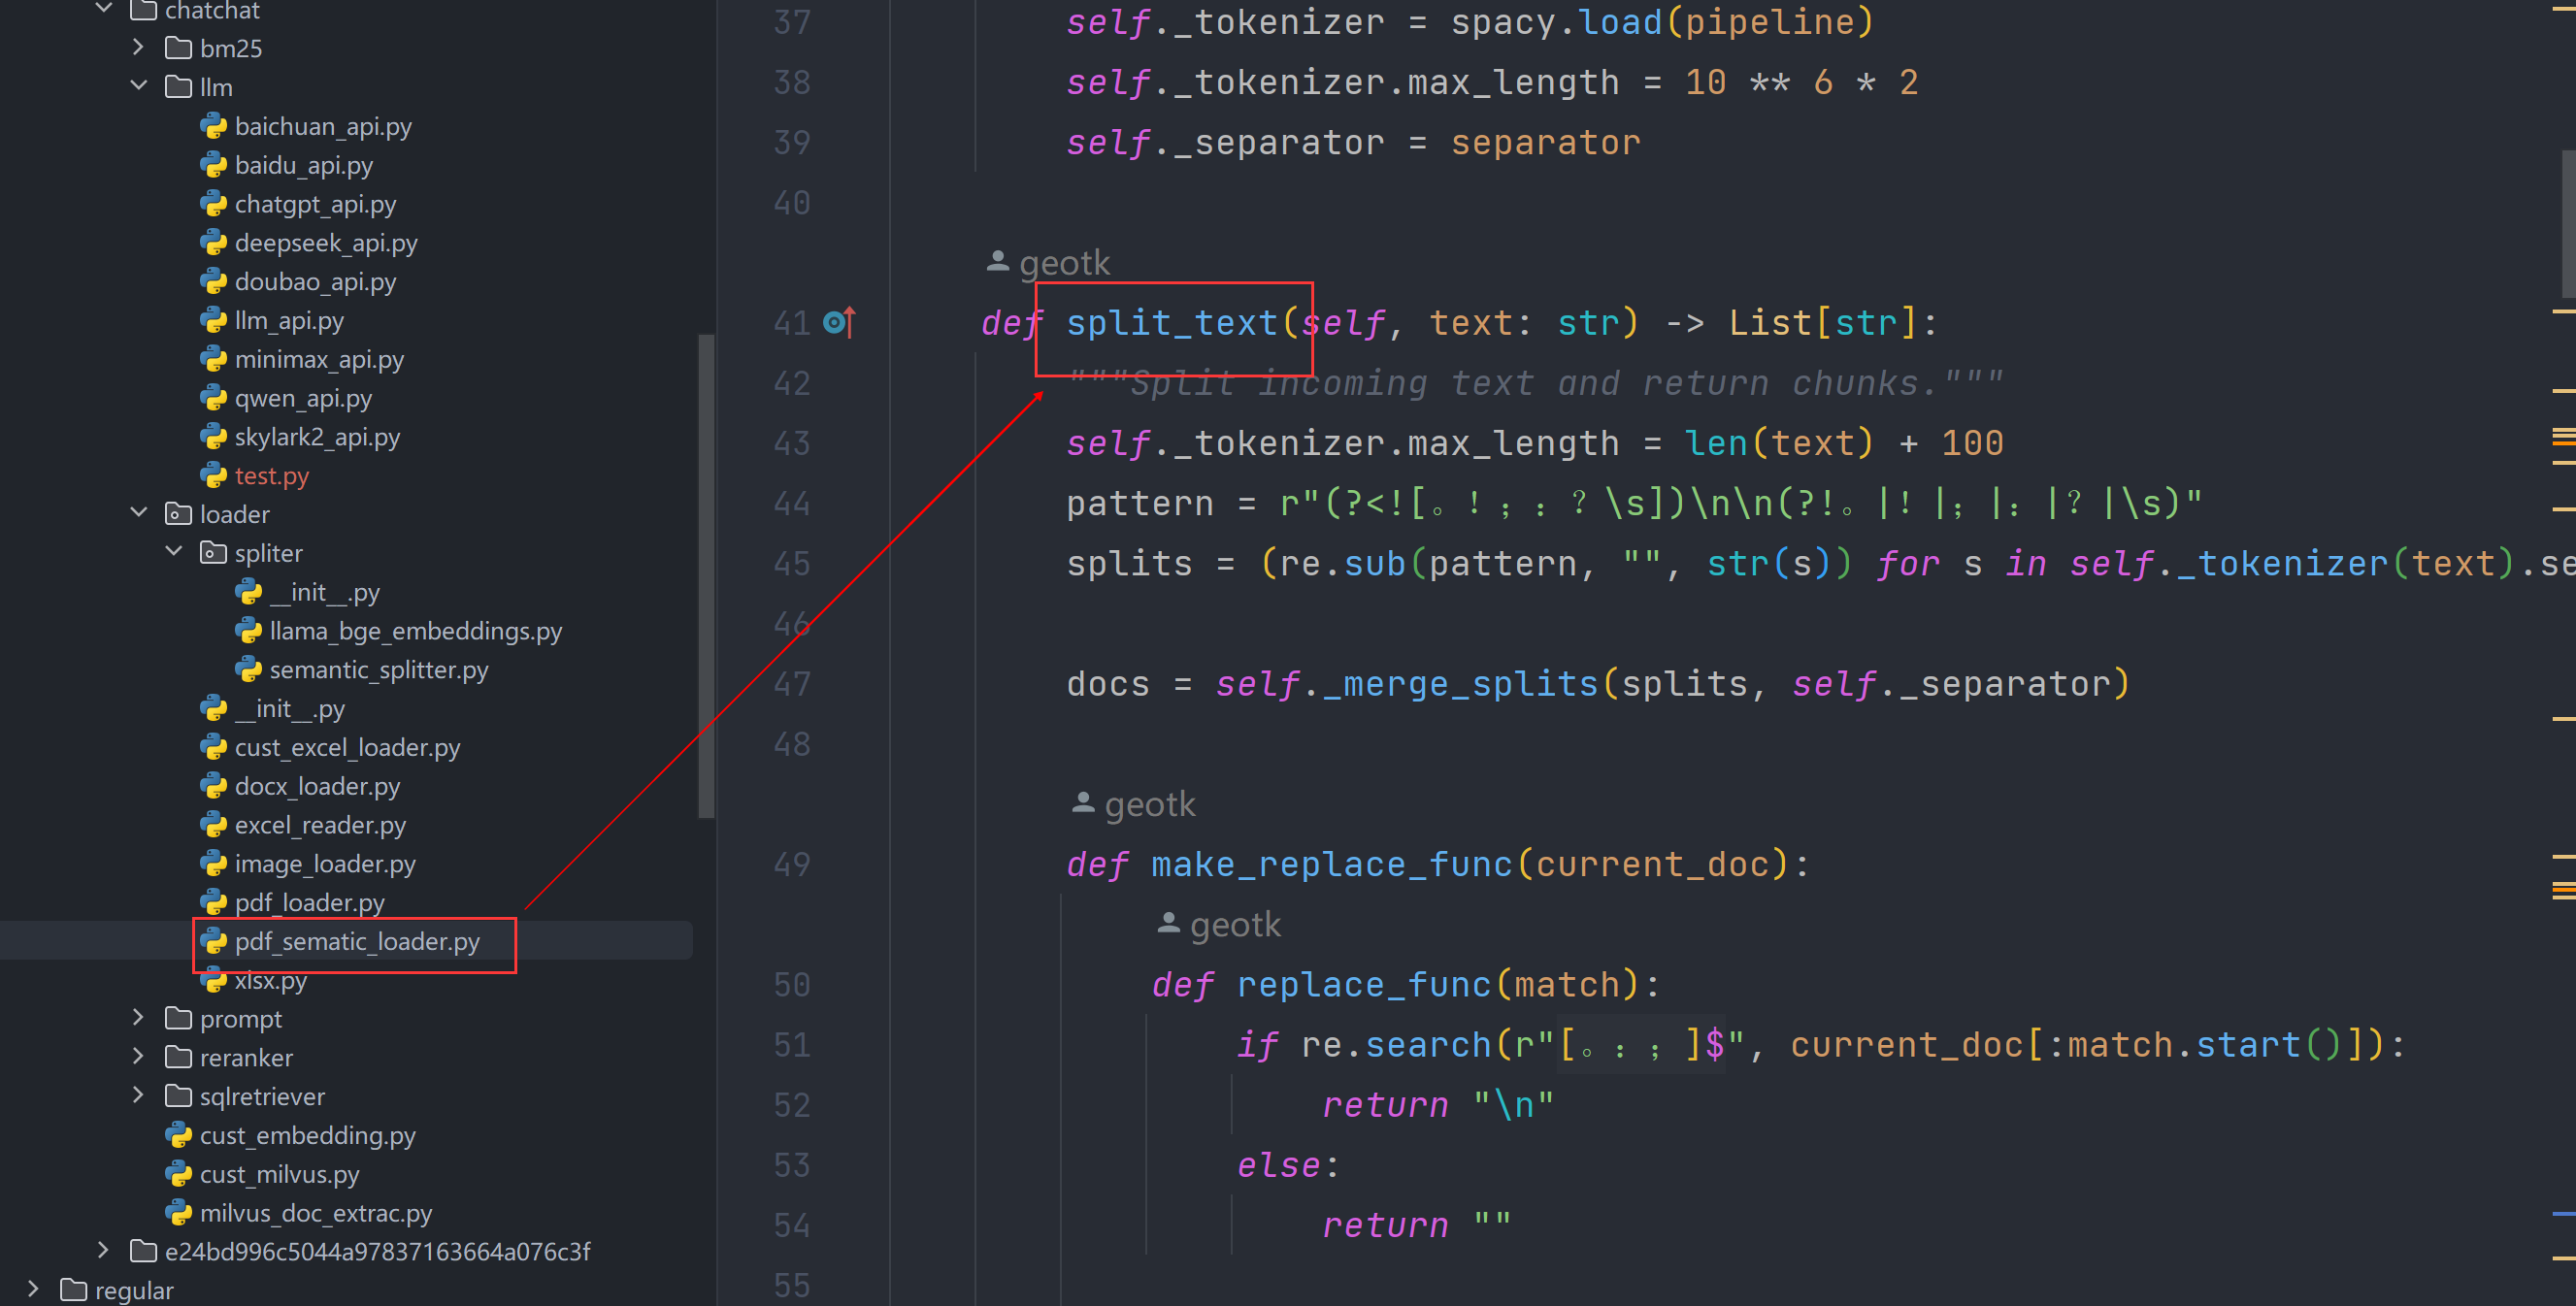 chatchat
bm25
llm
baichuan_api.py
baidu_api.py
chatgpt_api.py
deepseek_api.py
doubao_api.py
llm_api.py
minimax_api.py
qwen_api.py
skylark2_api.py
test.py
loader
spliter
__init__.py
llama_bge_embeddings.py
semantic_splitter.py
__init__.py
cust_excel_loader.py
docx_loader.py
excel_reader.py
image_loader.py
pdf_loader.py
pdf_sematic_loader.py
xlsx.py
prompt
reranker
sqlretriever
cust_embedding.py
cust_milvus.py
milvus_doc_extrac.py
e24bd996c5044a97837163664a076c3f
regular
37 self._tokenizer = spacy.load(pipeline)
38 self._tokenizer.max_length = 10 ** 6 * 2
39 self._separator = separator
40
geotk
41 def split_text(self, text: str) -> List[str]:
42 """Split incoming text and return chunks."""
43 self._tokenizer.max_length = len(text) + 100
44 pattern = r"(?<![。！；：？\s])\n\n(?!。|！|；|：|？|\s)"
45 splits = (re.sub(pattern, "", str(s)) for s in self._tokenizer(text).se
46
47 docs = self._merge_splits(splits, self._separator)
48
geotk
49 def make_replace_func(current_doc):
geotk
50 def replace_func(match):
51 if re.search(r"[。：；]$", current_doc[:match.start()]):
52 return "\n"
53 else:
54 return ""
55